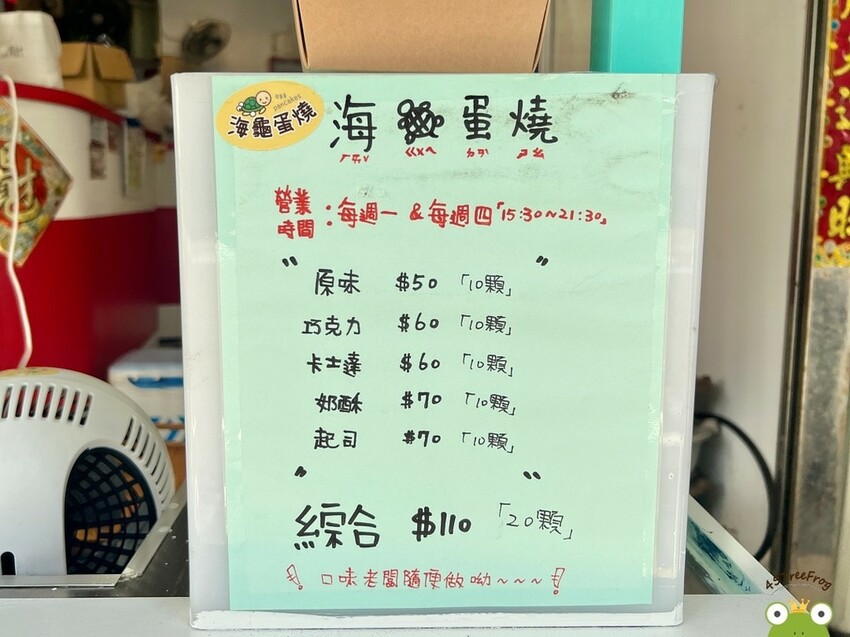 egg pancakes
海龜蛋燒
海龜蛋燒
ㄏㄞˇ ㄍㄨㄟ ㄉㄢˋ ㄕㄠ
營業時間：每週一 & 每週四「15:30~21:30」
原味 $50 「10顆」
巧克力 $60 「10顆」
卡士達 $60 「10顆」
奶酥 $70 「10顆」
起司 $70 「10顆」
綜合 $110 「20顆」
! 口味老闆隨便做呦~~~!